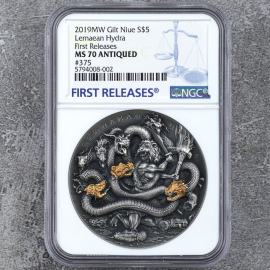 2019MW Gilt Niue S$5
Lernaean Hydra
First Releases
MS 70 ANTIQUED
#375
5794008-002
NGC
FIRST RELEASES